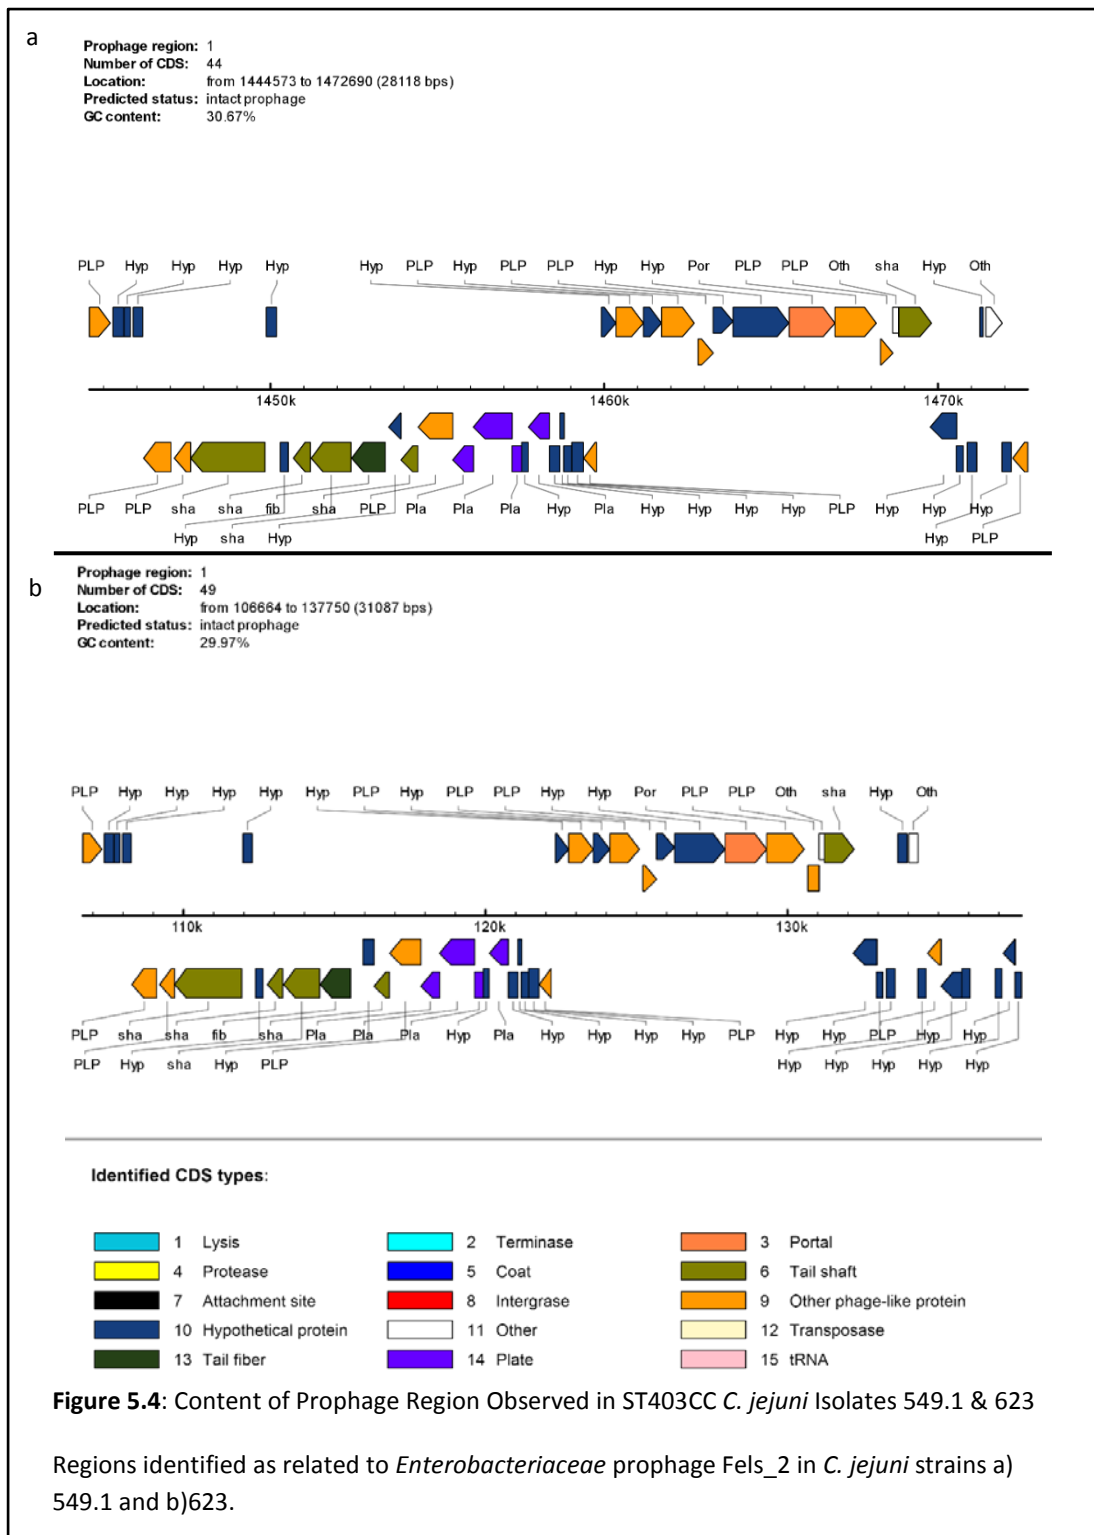 a
Prophage region: 1
Number of CDS: 44
Location: from 1444573 to 1472690 (28118 bps)
Predicted status: intact prophage
GC content: 30.67%
PLP Hyp Hyp Hyp Hyp Hyp PLP Hyp PLP PLP Hyp Hyp Por PLP PLP Oth sha Hyp Oth
1450k 1460k 1470k
PLP PLP sha sha fib sha PLP Pla Pla Pla Hyp Pla Hyp Hyp Hyp Hyp PLP Hyp Hyp Hyp
Hyp sha Hyp Hyp PLP
b
Prophage region: 1
Number of CDS: 49
Location: from 106664 to 137750 (31087 bps)
Predicted status: intact prophage
GC content: 29.97%
PLP Hyp Hyp Hyp Hyp Hyp PLP Hyp PLP PLP Hyp Hyp Por PLP PLP Oth sha Hyp Oth
110k 120k 130k
PLP sha sha fib sha Pla Pla Pla Hyp Pla Hyp Hyp Hyp Hyp PLP Hyp Hyp PLP Hyp Hyp
PLP Hyp sha Hyp PLP Hyp Hyp Hyp Hyp Hyp
Identified CDS types:
1 Lysis 2 Terminase 3 Portal
4 Protease 5 Coat 6 Tail shaft
7 Attachment site 8 Intergrase 9 Other phage-like protein
10 Hypothetical protein 11 Other 12 Transposase
13 Tail fiber 14 Plate 15 tRNA
Figure 5.4: Content of Prophage Region Observed in ST403CC C. jejuni Isolates 549.1 & 623
Regions identified as related to Enterobacteriaceae prophage Fels_2 in C. jejuni strains a)
549.1 and b)623.